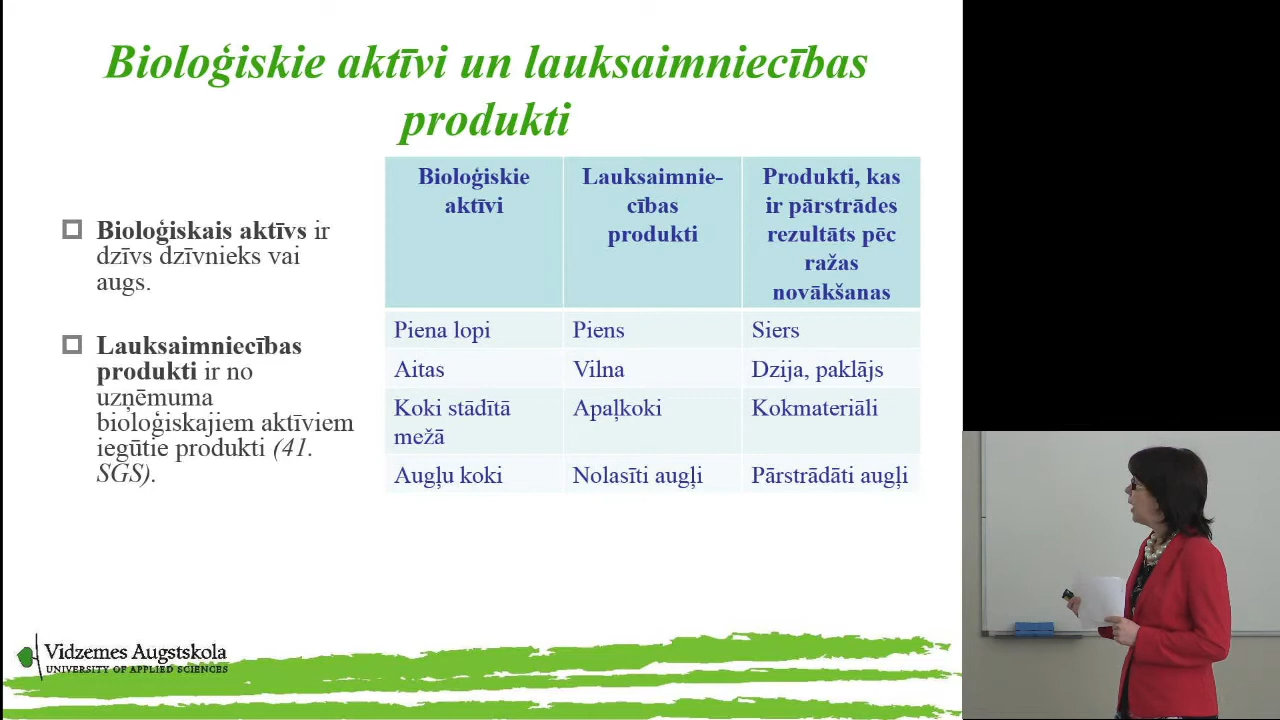 Bioloģiskie aktīvi un lauksaimniecības
produkti
Bioloģiskais aktīvs ir
dzīvs dzīvnieks vai
augs.
Lauksaimniecības
produkti ir no
uzņēmuma
bioloģiskajiem aktīviem
iegūtie produkti (41.
SGS).
Bioloģiskie
aktīvi
Lauksaimnie-
cības
produkti
Produkti, kas
ir pārstrādes
rezultāts pēc
ražas
novākšanas
Piena lopi
Piens
Siers
Aitas
Vilna
Dzija, paklājs
Koki stādītā
mežā
Apaļkoki
Kokmateriāli
Augļu koki
Nolasīti augļi
Pārstrādāti augļi
Vidzemes Augstskola
UNIVERSITY OF APPLIED SCIENCES